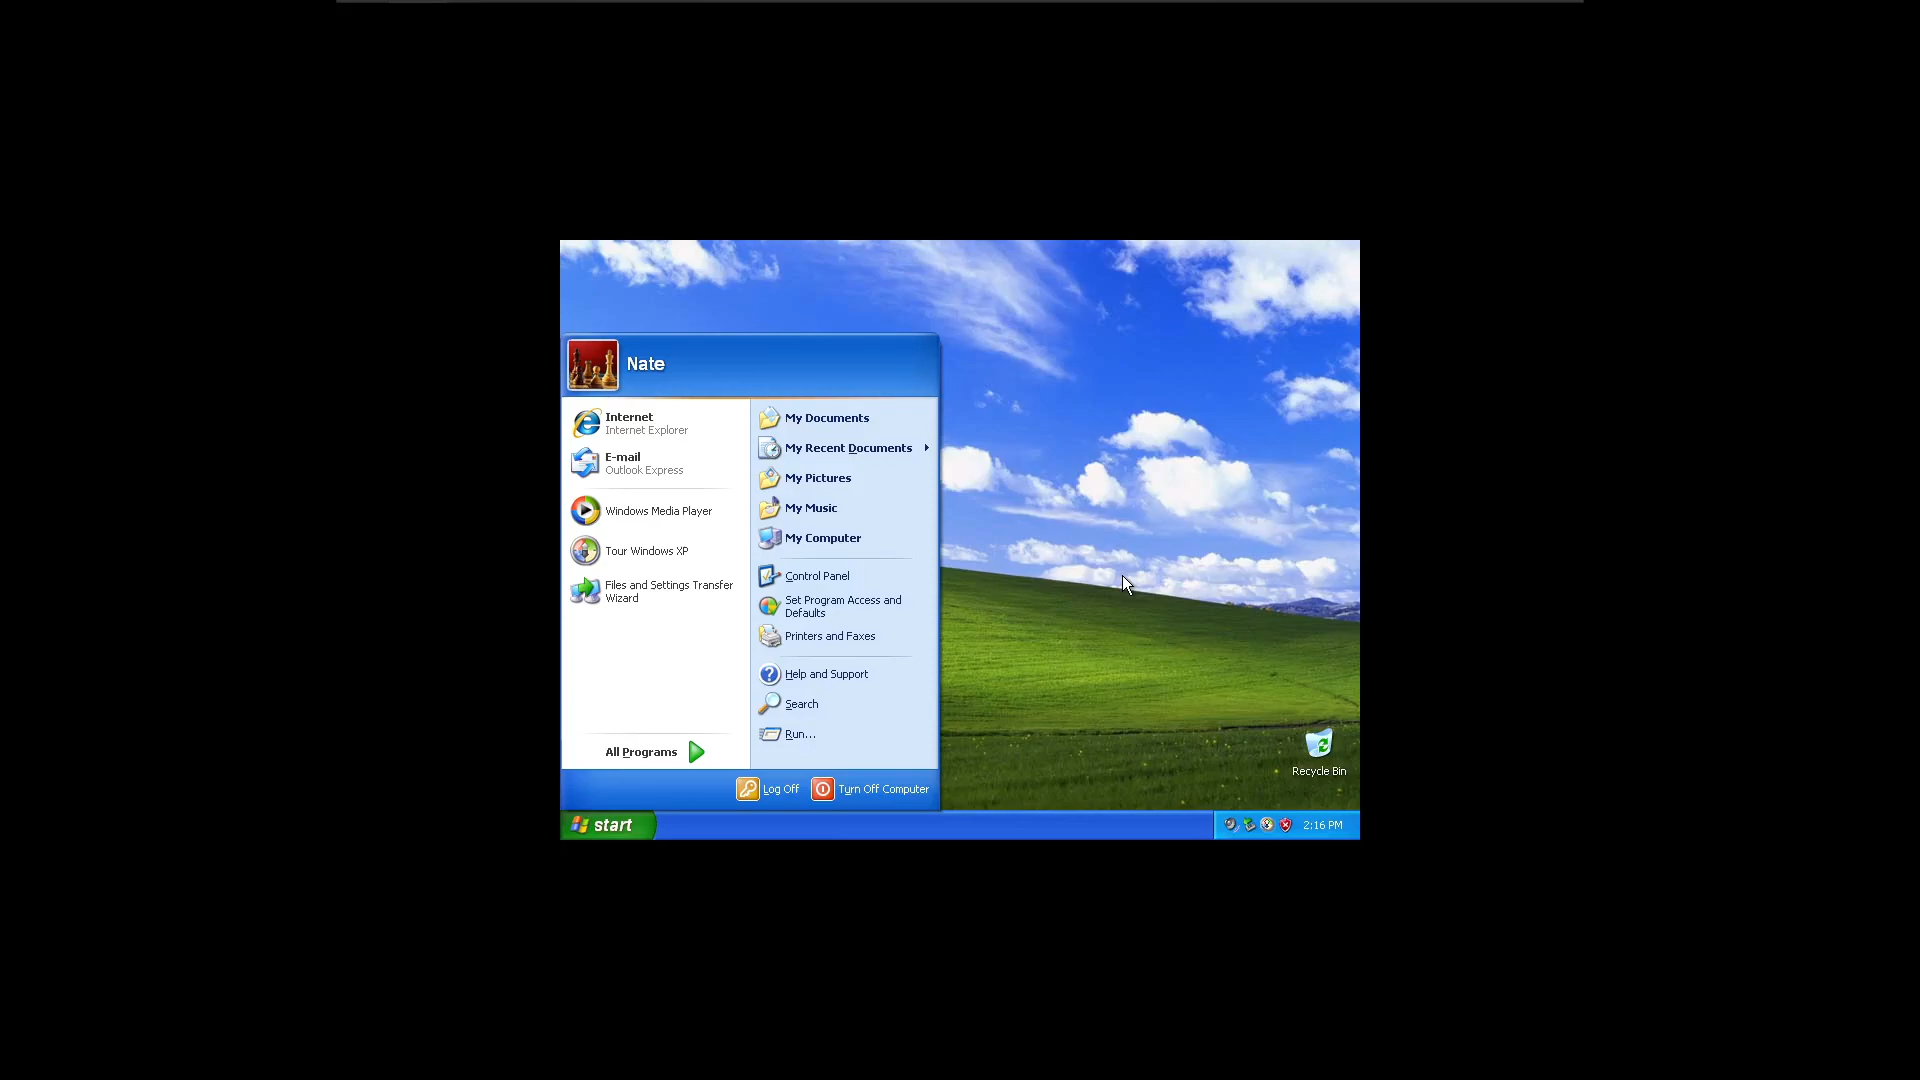 Nate
Internet
Internet Explorer
E-mail
Outlook Express
Windows Media Player
Tour Windows XP
Files and Settings Transfer
Wizard
All Programs
My Documents
My Recent Documents
My Pictures
My Music
My Computer
Control Panel
Set Program Access and
Defaults
Printers and Faxes
Help and Support
Search
Run...
Log Off
Turn Off Computer
Recycle Bin
start
2:16 PM